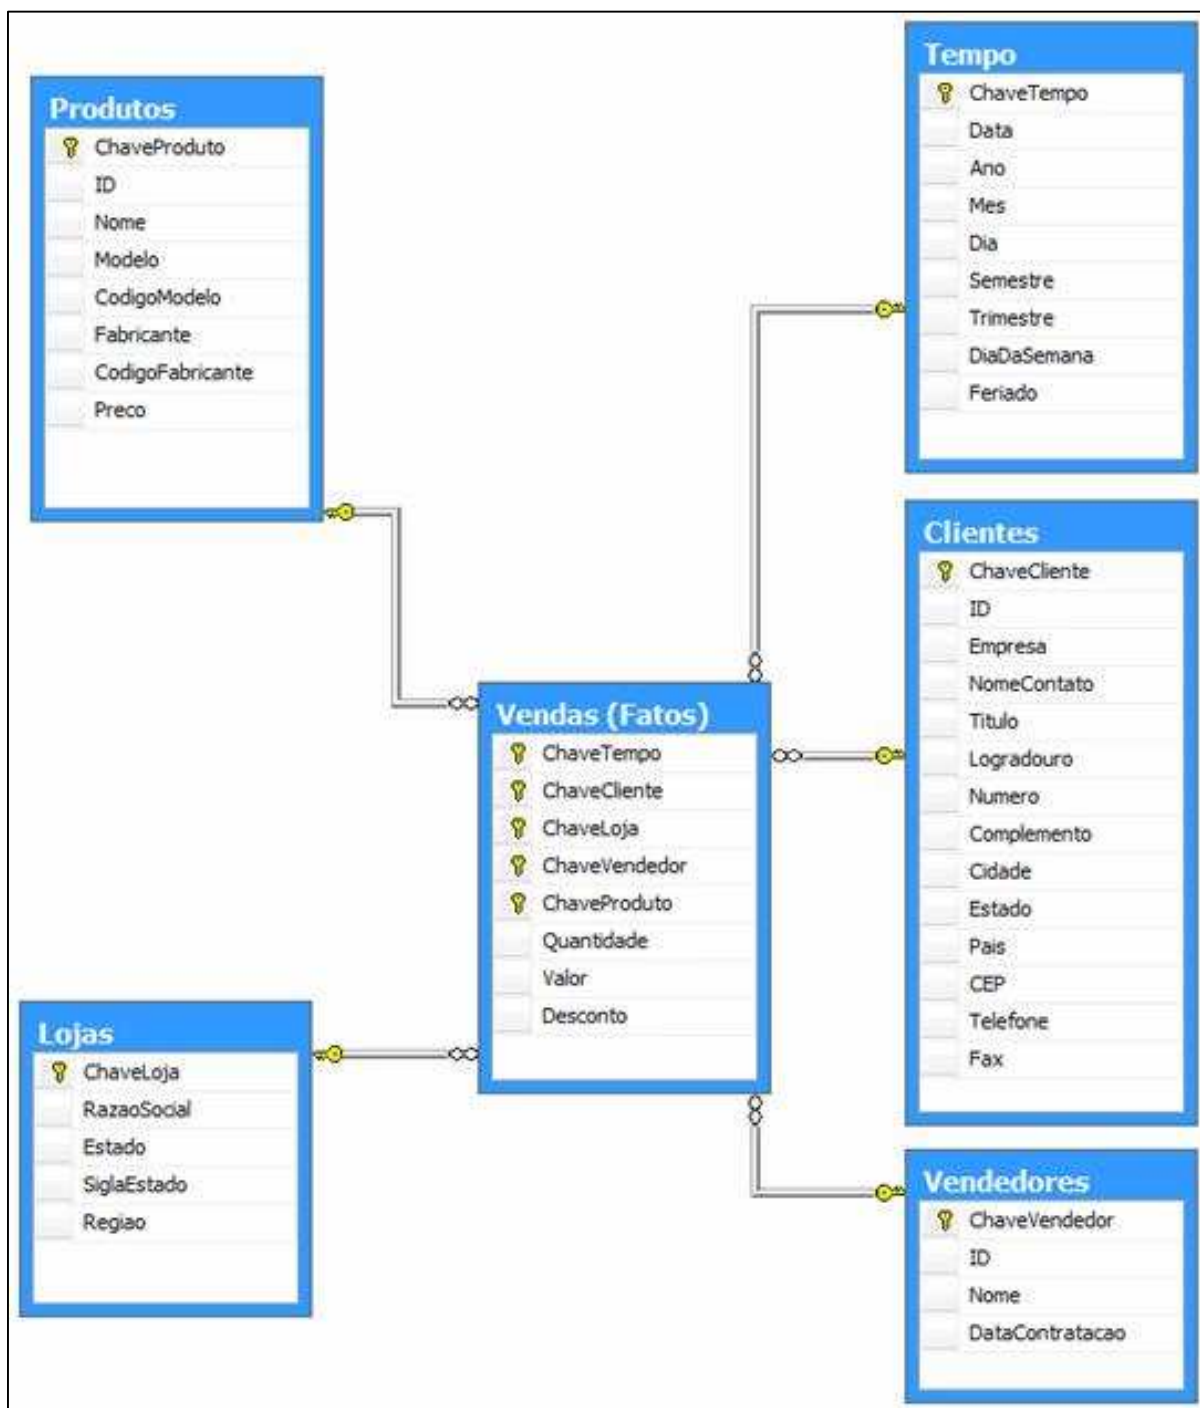 Produtos
ChaveProduto
ID
Nome
Modelo
CodigoModelo
Fabricante
CodigoFabricante
Preco
Tempo
ChaveTempo
Data
Ano
Mes
Dia
Semestre
Trimestre
DiaDaSemana
Feriado
Clientes
ChaveCliente
ID
Empresa
NomeContato
Titulo
Logradouro
Numero
Complemento
Cidade
Estado
Pais
CEP
Telefone
Fax
Vendas (Fatos)
ChaveTempo
ChaveCliente
ChaveLoja
ChaveVendedor
ChaveProduto
Quantidade
Valor
Desconto
Lojas
ChaveLoja
RazaoSocial
Estado
SiglaEstado
Regiao
Vendedores
ChaveVendedor
ID
Nome
DataContratacao